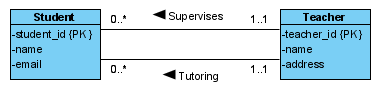 Student
-student_id {PK}
-name
-email
0..* Supervises 1..1
0..* Tutoring 1..1
Teacher
-teacher_id {PK}
-name
-address